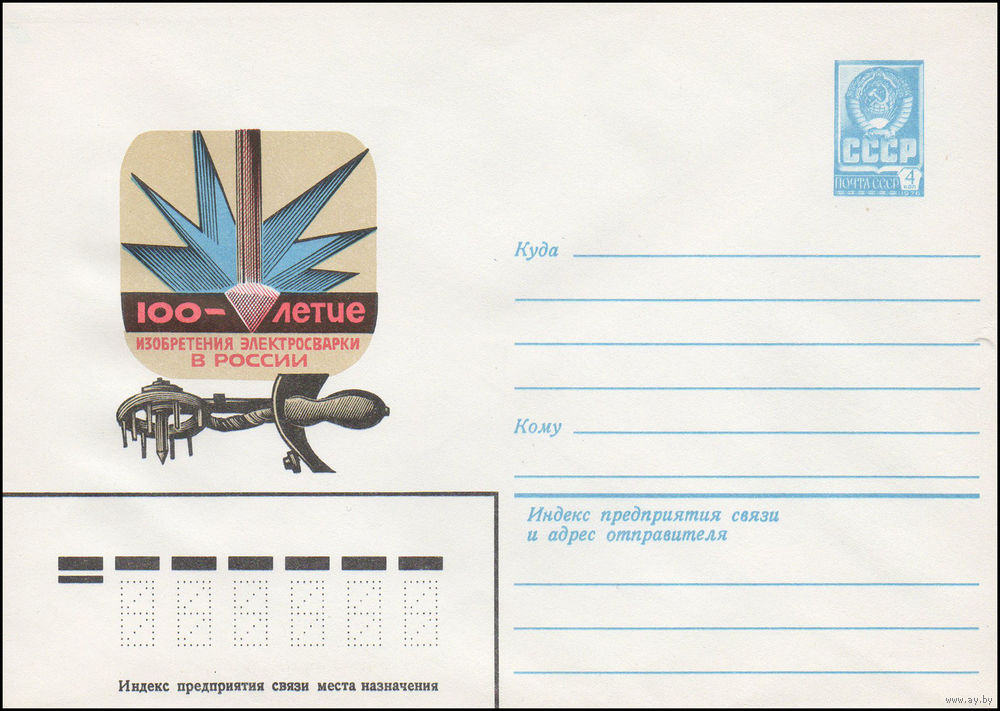 СССР
ПОЧТА СССР 4
КОП
1976
100-летие
ИЗОБРЕТЕНИЯ ЭЛЕКТРОСВАРКИ
В РОССИИ
Куда
Кому
Индекс предприятия связи
и адрес отправителя
Индекс предприятия связи места назначения
www.ay.by